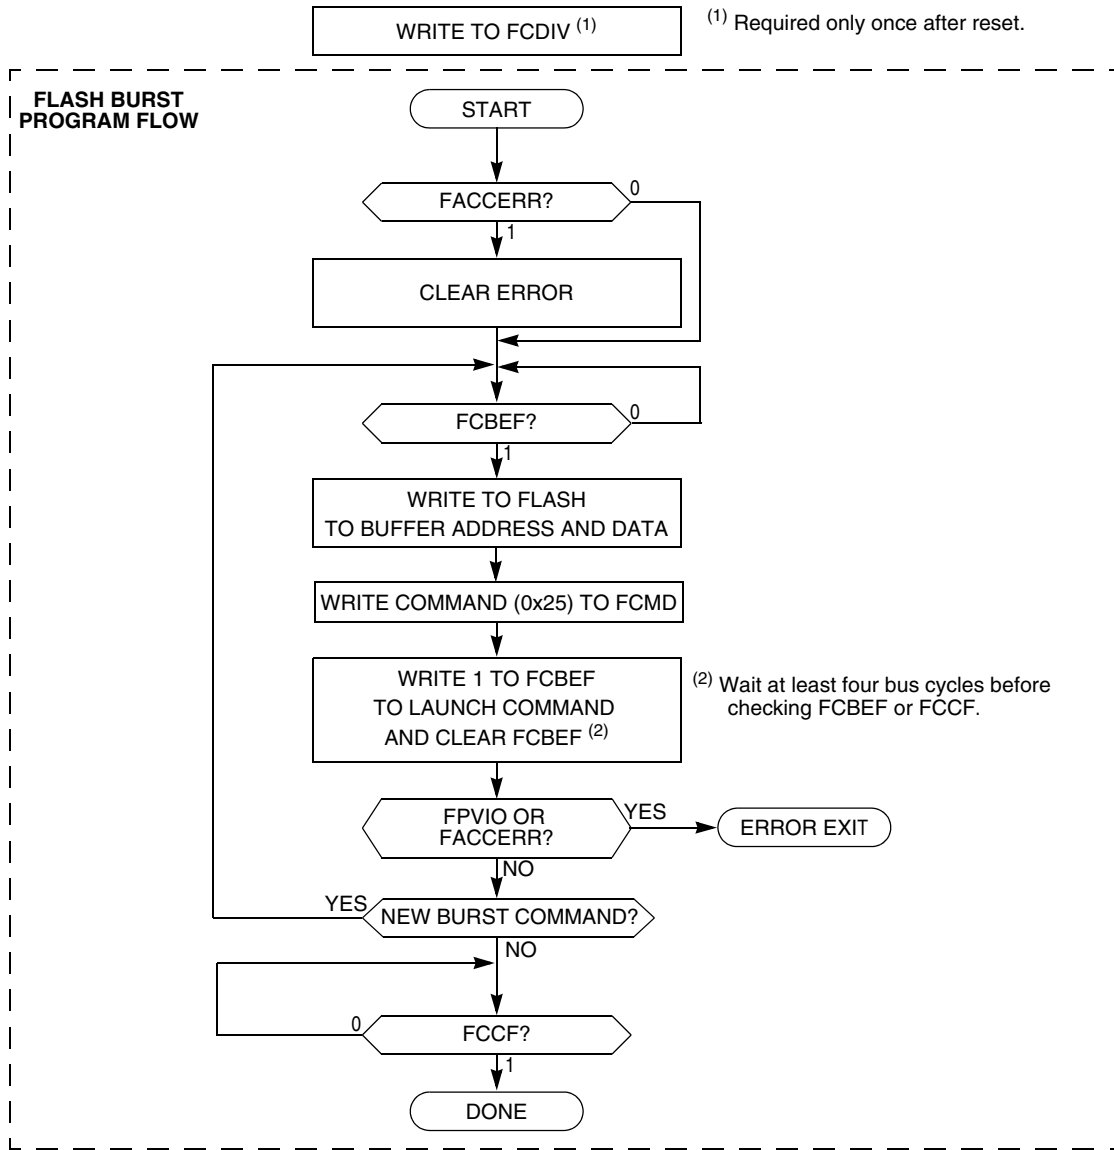 WRITE TO FCDIV (1)
(1) Required only once after reset.
FLASH BURST
PROGRAM FLOW
START
FACCERR?
0
1
CLEAR ERROR
FCBEF?
0
1
WRITE TO FLASH
TO BUFFER ADDRESS AND DATA
WRITE COMMAND (0x25) TO FCMD
WRITE 1 TO FCBEF
TO LAUNCH COMMAND
AND CLEAR FCBEF (2)
(2) Wait at least four bus cycles before
checking FCBEF or FCCF.
FPVIO OR
FACCERR?
YES
ERROR EXIT
NO
YES
NEW BURST COMMAND?
NO
0
FCCF?
1
DONE